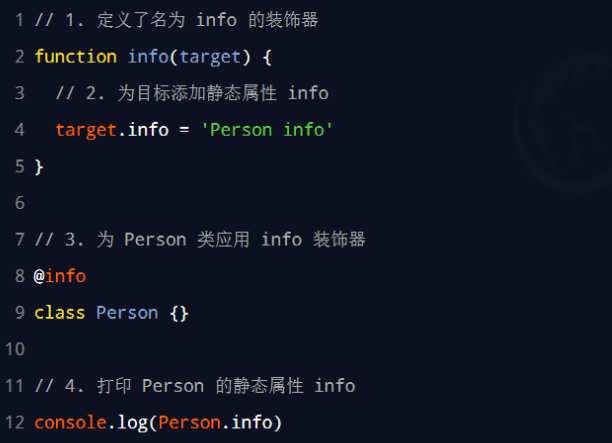 1 // 1. 定义了名为 info 的装饰器
2 function info(target) {
3   // 2. 为目标添加静态属性 info
4   target.info = 'Person info'
5 }
6
7 // 3. 为 Person 类应用 info 装饰器
8 @info
9 class Person {}
10
11 // 4. 打印 Person 的静态属性 info
12 console.log(Person.info)